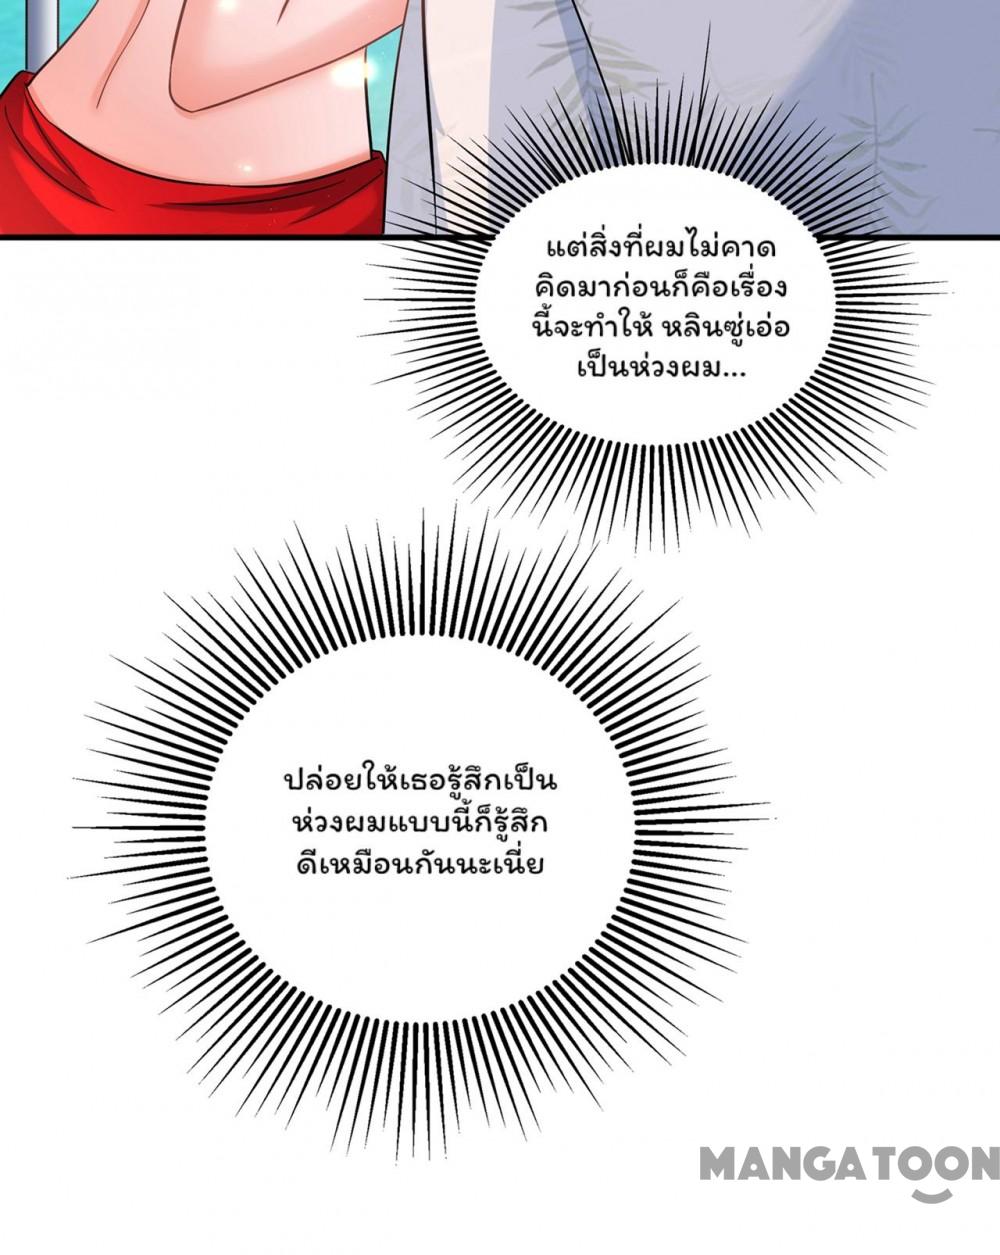 แต่สิ่งที่ผมไม่คาด
คิดมาก่อนก็คือเรื่อง
นี้จะทำให้ หลินซู่เอ่อ
เป็นห่วงผม...
ปล่อยให้เธอรู้สึกเป็น
ห่วงผมแบบนี้ก็รู้สึก
ดีเหมือนกันนะเนี่ย
MANGATOON